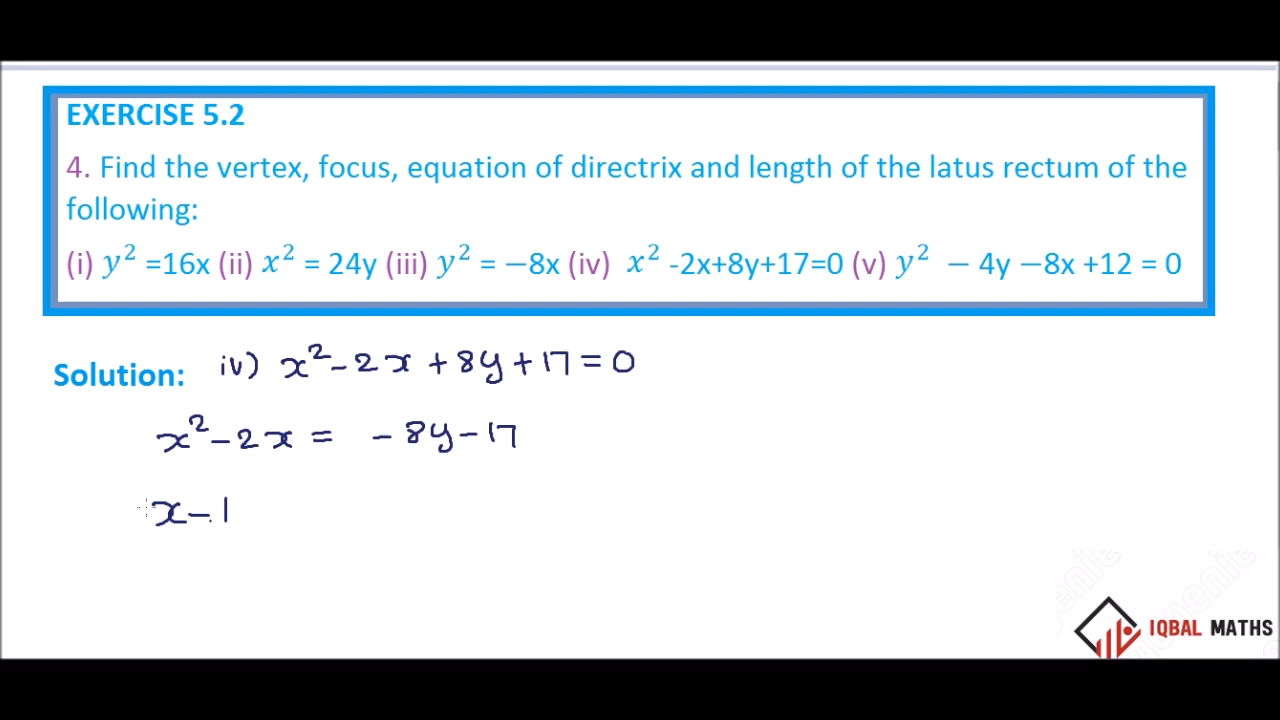 EXERCISE 5.2
4. Find the vertex, focus, equation of directrix and length of the latus rectum of the
following:
(i) y² =16x (ii) x² = 24y (iii) y² = −8x (iv) x² -2x+8y+17=0 (v) y² − 4y −8x +12 = 0
Solution: iv) x² - 2x + 8y + 17 = 0
x² - 2x = - 8y - 17
x - 1
IQBAL MATHS